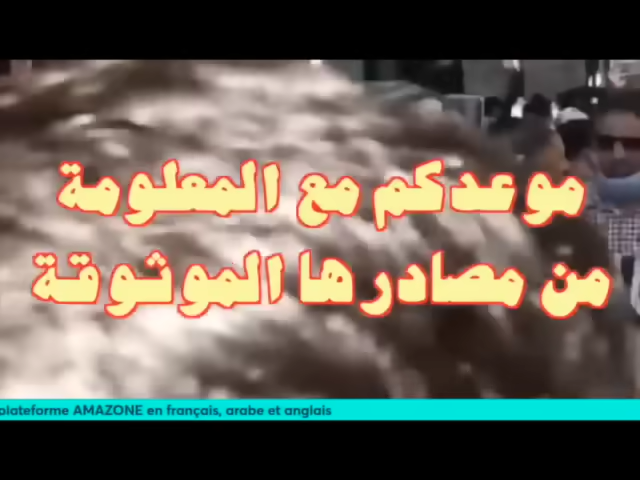 موعدكم مع المعلومة
من مصادرها الموثوقة
plateforme AMAZONE en français, arabe et anglais